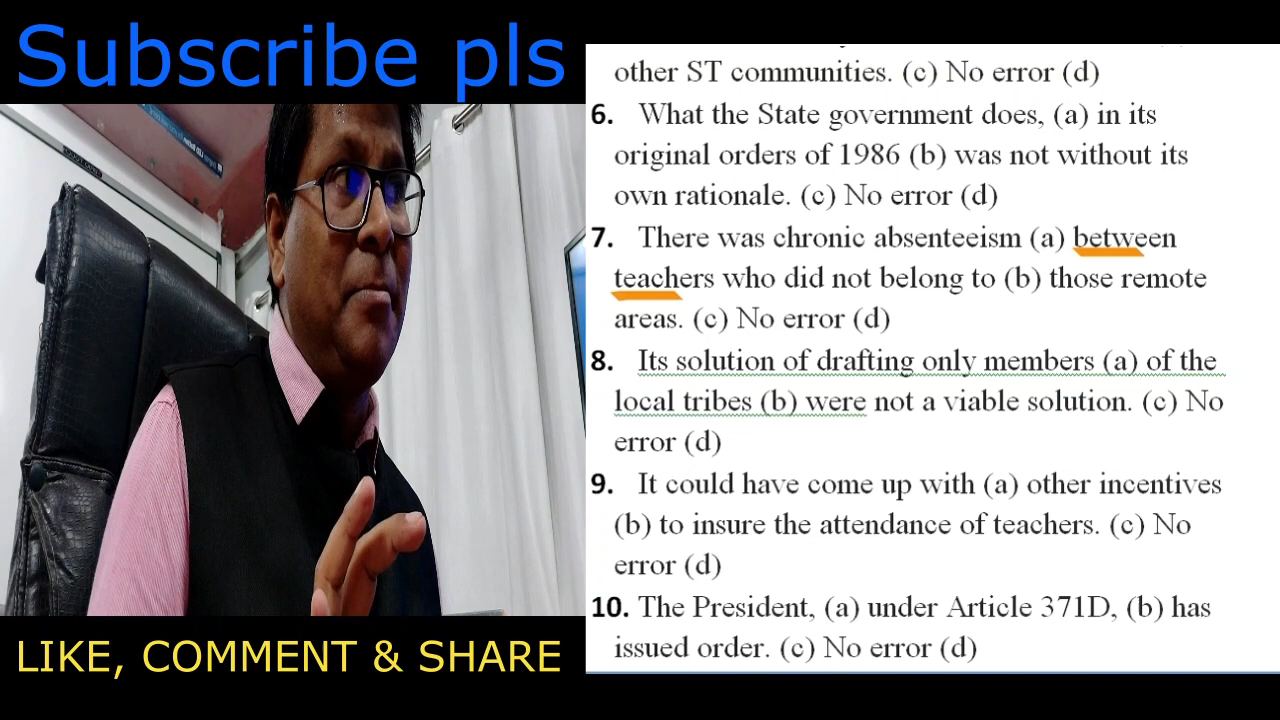 Subscribe pls
other ST communities. (c) No error (d)
6. What the State government does, (a) in its
original orders of 1986 (b) was not without its
own rationale. (c) No error (d)
7. There was chronic absenteeism (a) between
teachers who did not belong to (b) those remote
areas. (c) No error (d)
8. Its solution of drafting only members (a) of the
local tribes (b) were not a viable solution. (c) No
error (d)
9. It could have come up with (a) other incentives
(b) to insure the attendance of teachers. (c) No
error (d)
10. The President, (a) under Article 371D, (b) has
issued order. (c) No error (d)
LIKE, COMMENT & SHARE